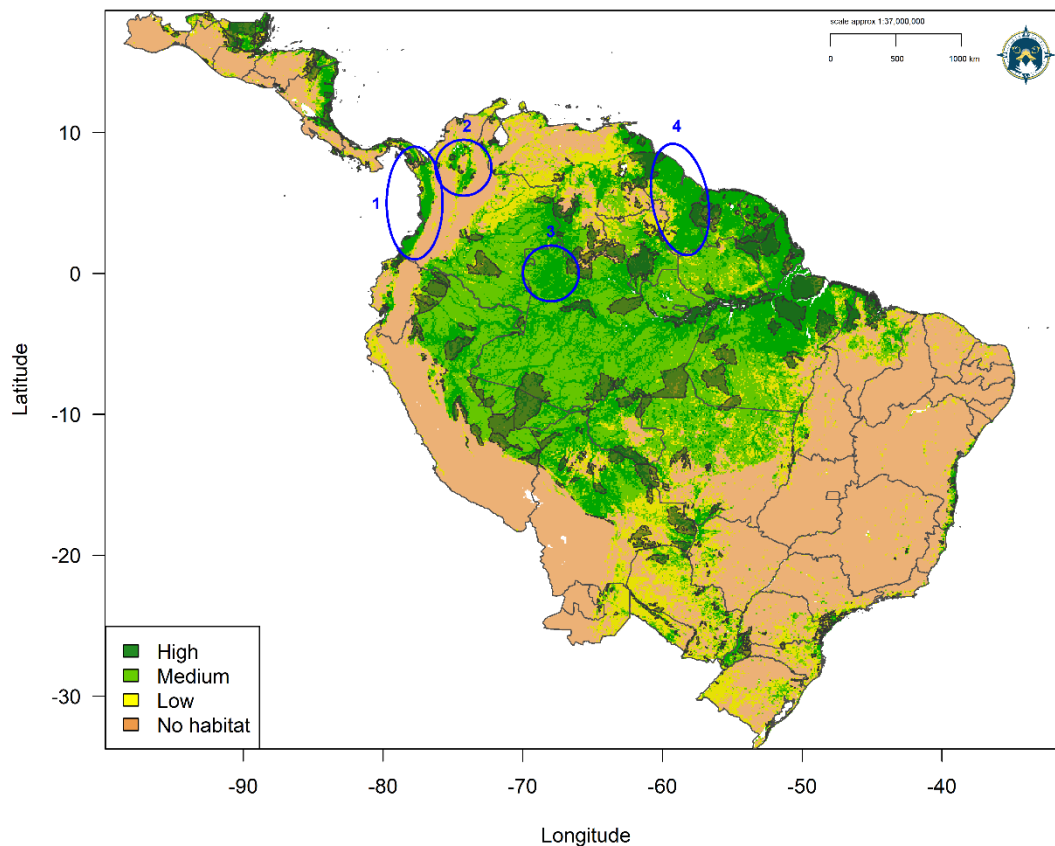 scale approx 1:37,000,000
0 500 1000 km
Latitude
10
0
-10
-20
-30
1
2
3
4
High
Medium
Low
No habitat
-90 -80 -70 -60 -50 -40
Longitude